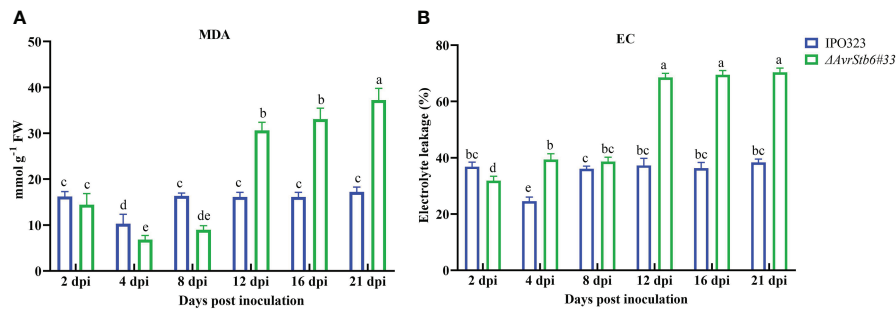 A
MDA
mmol g-1 FW
50
40
30
20
10
0
c c d e c de c b c b c a
2 dpi 4 dpi 8 dpi 12 dpi 16 dpi 21 dpi
Days post inoculation
B
EC
Electrolyte leakage (%)
80
60
40
20
0
bc d e b c bc bc a bc a bc a
2 dpi 4 dpi 8 dpi 12 dpi 16 dpi 21 dpi
Days post inoculation
IPO323
ΔAvrStb6#33